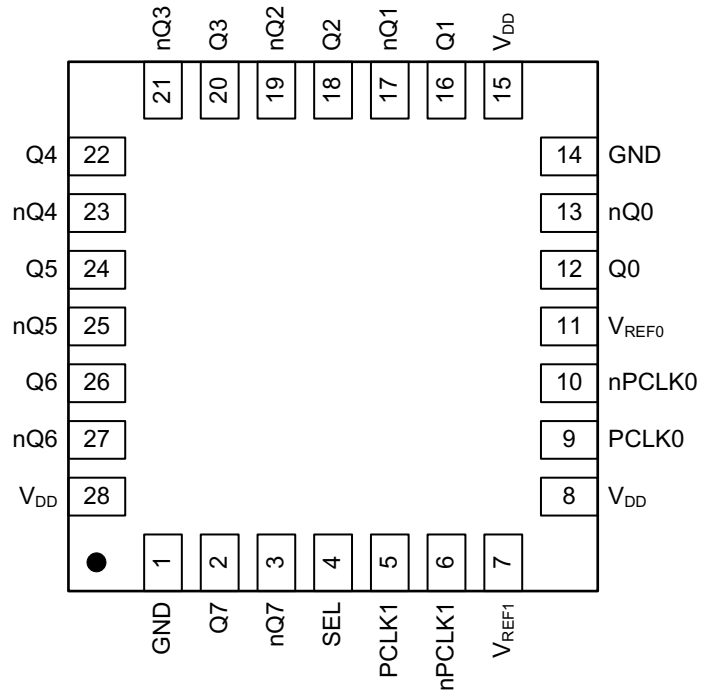 nQ3
Q3
nQ2
Q2
nQ1
Q1
VDD
21
20
19
18
17
16
15
Q4 22
nQ4 23
Q5 24
nQ5 25
Q6 26
nQ6 27
VDD 28
14 GND
13 nQ0
12 Q0
11 VREF0
10 nPCLK0
9 PCLK0
8 VDD
1
2
3
4
5
6
7
GND
Q7
nQ7
SEL
PCLK1
nPCLK1
VREF1